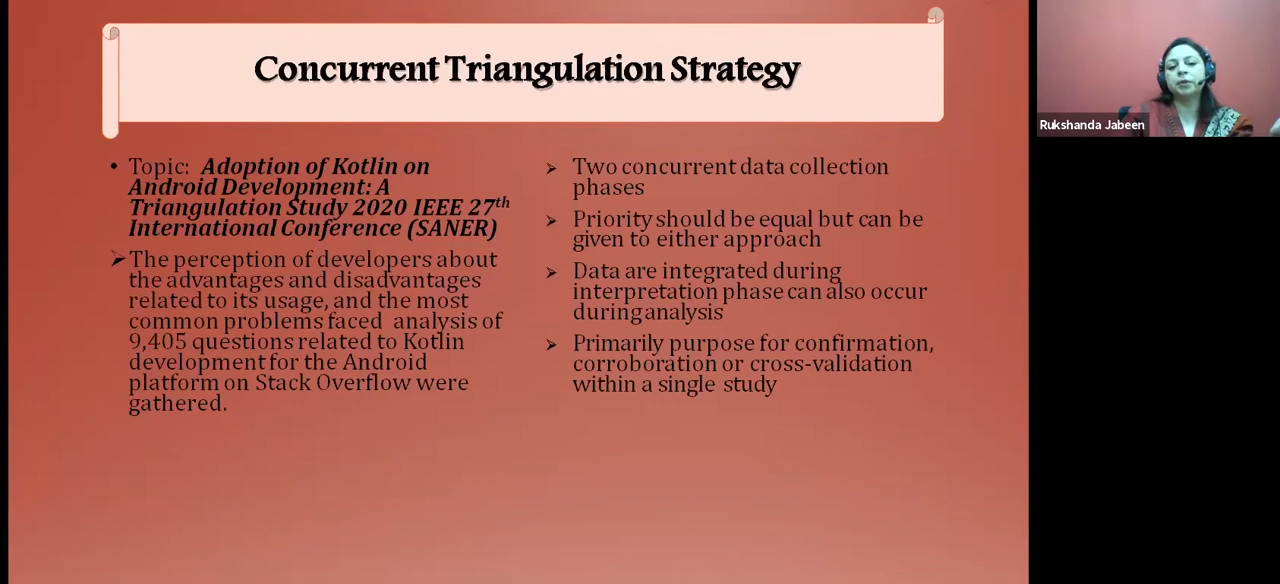 Concurrent Triangulation Strategy
Rukshanda Jabeen
• Topic: Adoption of Kotlin on
Android Development: A
Triangulation Study 2020 IEEE 27th
International Conference (SANER)
➢ The perception of developers about
the advantages and disadvantages
related to its usage, and the most
common problems faced analysis of
9,405 questions related to Kotlin
development for the Android
platform on Stack Overflow were
gathered.
➢ Two concurrent data collection
phases
➢ Priority should be equal but can be
given to either approach
➢ Data are integrated during
interpretation phase can also occur
during analysis
➢ Primarily purpose for confirmation,
corroboration or cross-validation
within a single study